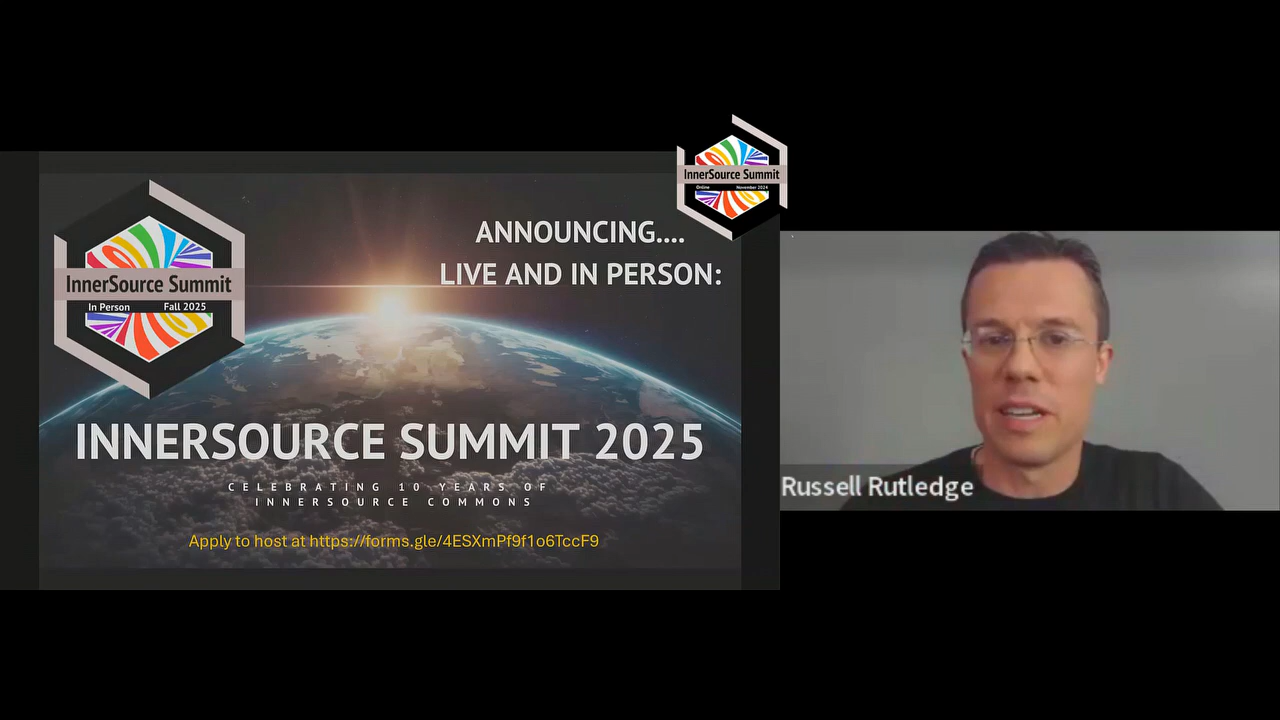 InnerSource Summit
Online November 2024
ANNOUNCING....
LIVE AND IN PERSON:
InnerSource Summit
In Person Fall 2025
INNERSOURCE SUMMIT 2025
CELEBRATING 10 YEARS OF
INNERSOURCE COMMONS
Apply to host at https://forms.gle/4ESXmPf9f1o6TccF9
Russell Rutledge